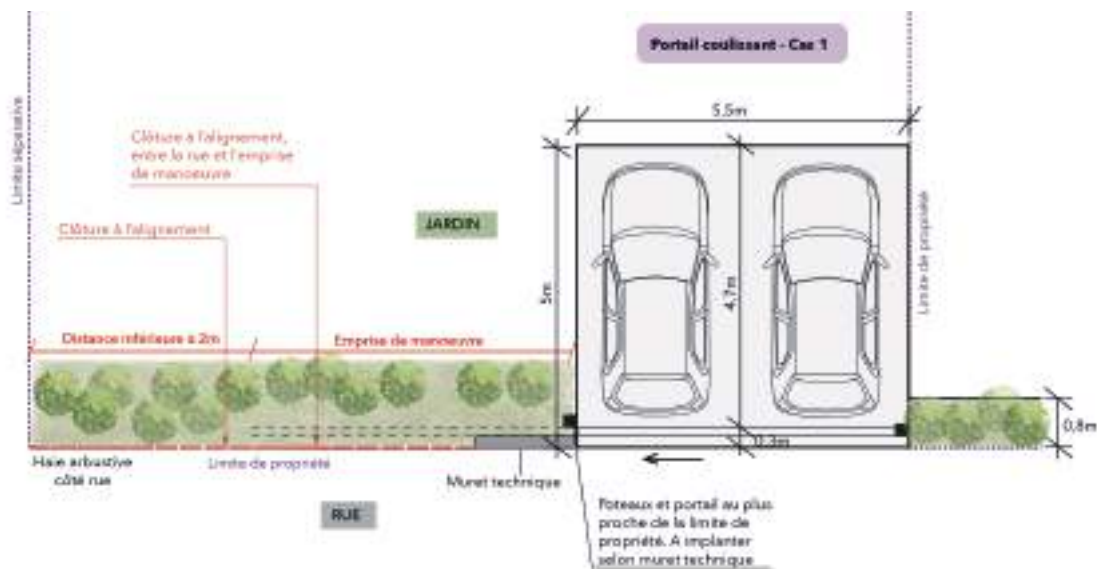 Portail coulissant - Cas 1
5,5m
Limite séparative
Clôture à l'alignement,
entre la rue et l'emprise
de manoeuvre
JARDIN
Clôture à l'alignement
Limite de propriété
5m
4,7m
Distance inférieure à 2m
Emprise de manoeuvre
0,8m
0,3m
Haie arbustive
côté rue
Limite de propriété
Muret technique
RUE
Poteaux et portail au plus
proche de la limite de
propriété. A implanter
selon muret technique